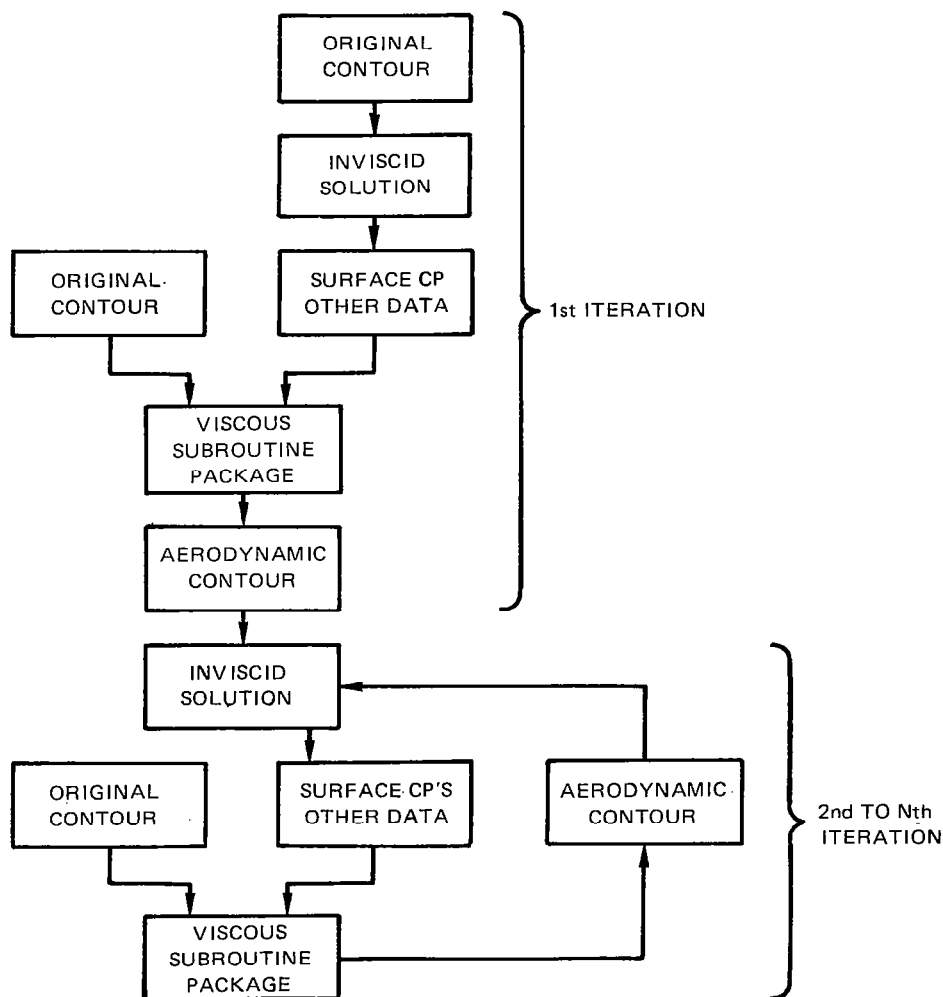 ORIGINAL
CONTOUR
INVISCID
SOLUTION
ORIGINAL.
CONTOUR
SURFACE CP
OTHER DATA
1st ITERATION
VISCOUS
SUBROUTINE
PACKAGE
AERODYNAMIC
CONTOUR
INVISCID
SOLUTION
ORIGINAL
CONTOUR
SURFACE CP'S
OTHER DATA
AERODYNAMIC
CONTOUR
2nd TO Nth
ITERATION
VISCOUS
SUBROUTINE
PACKAGE